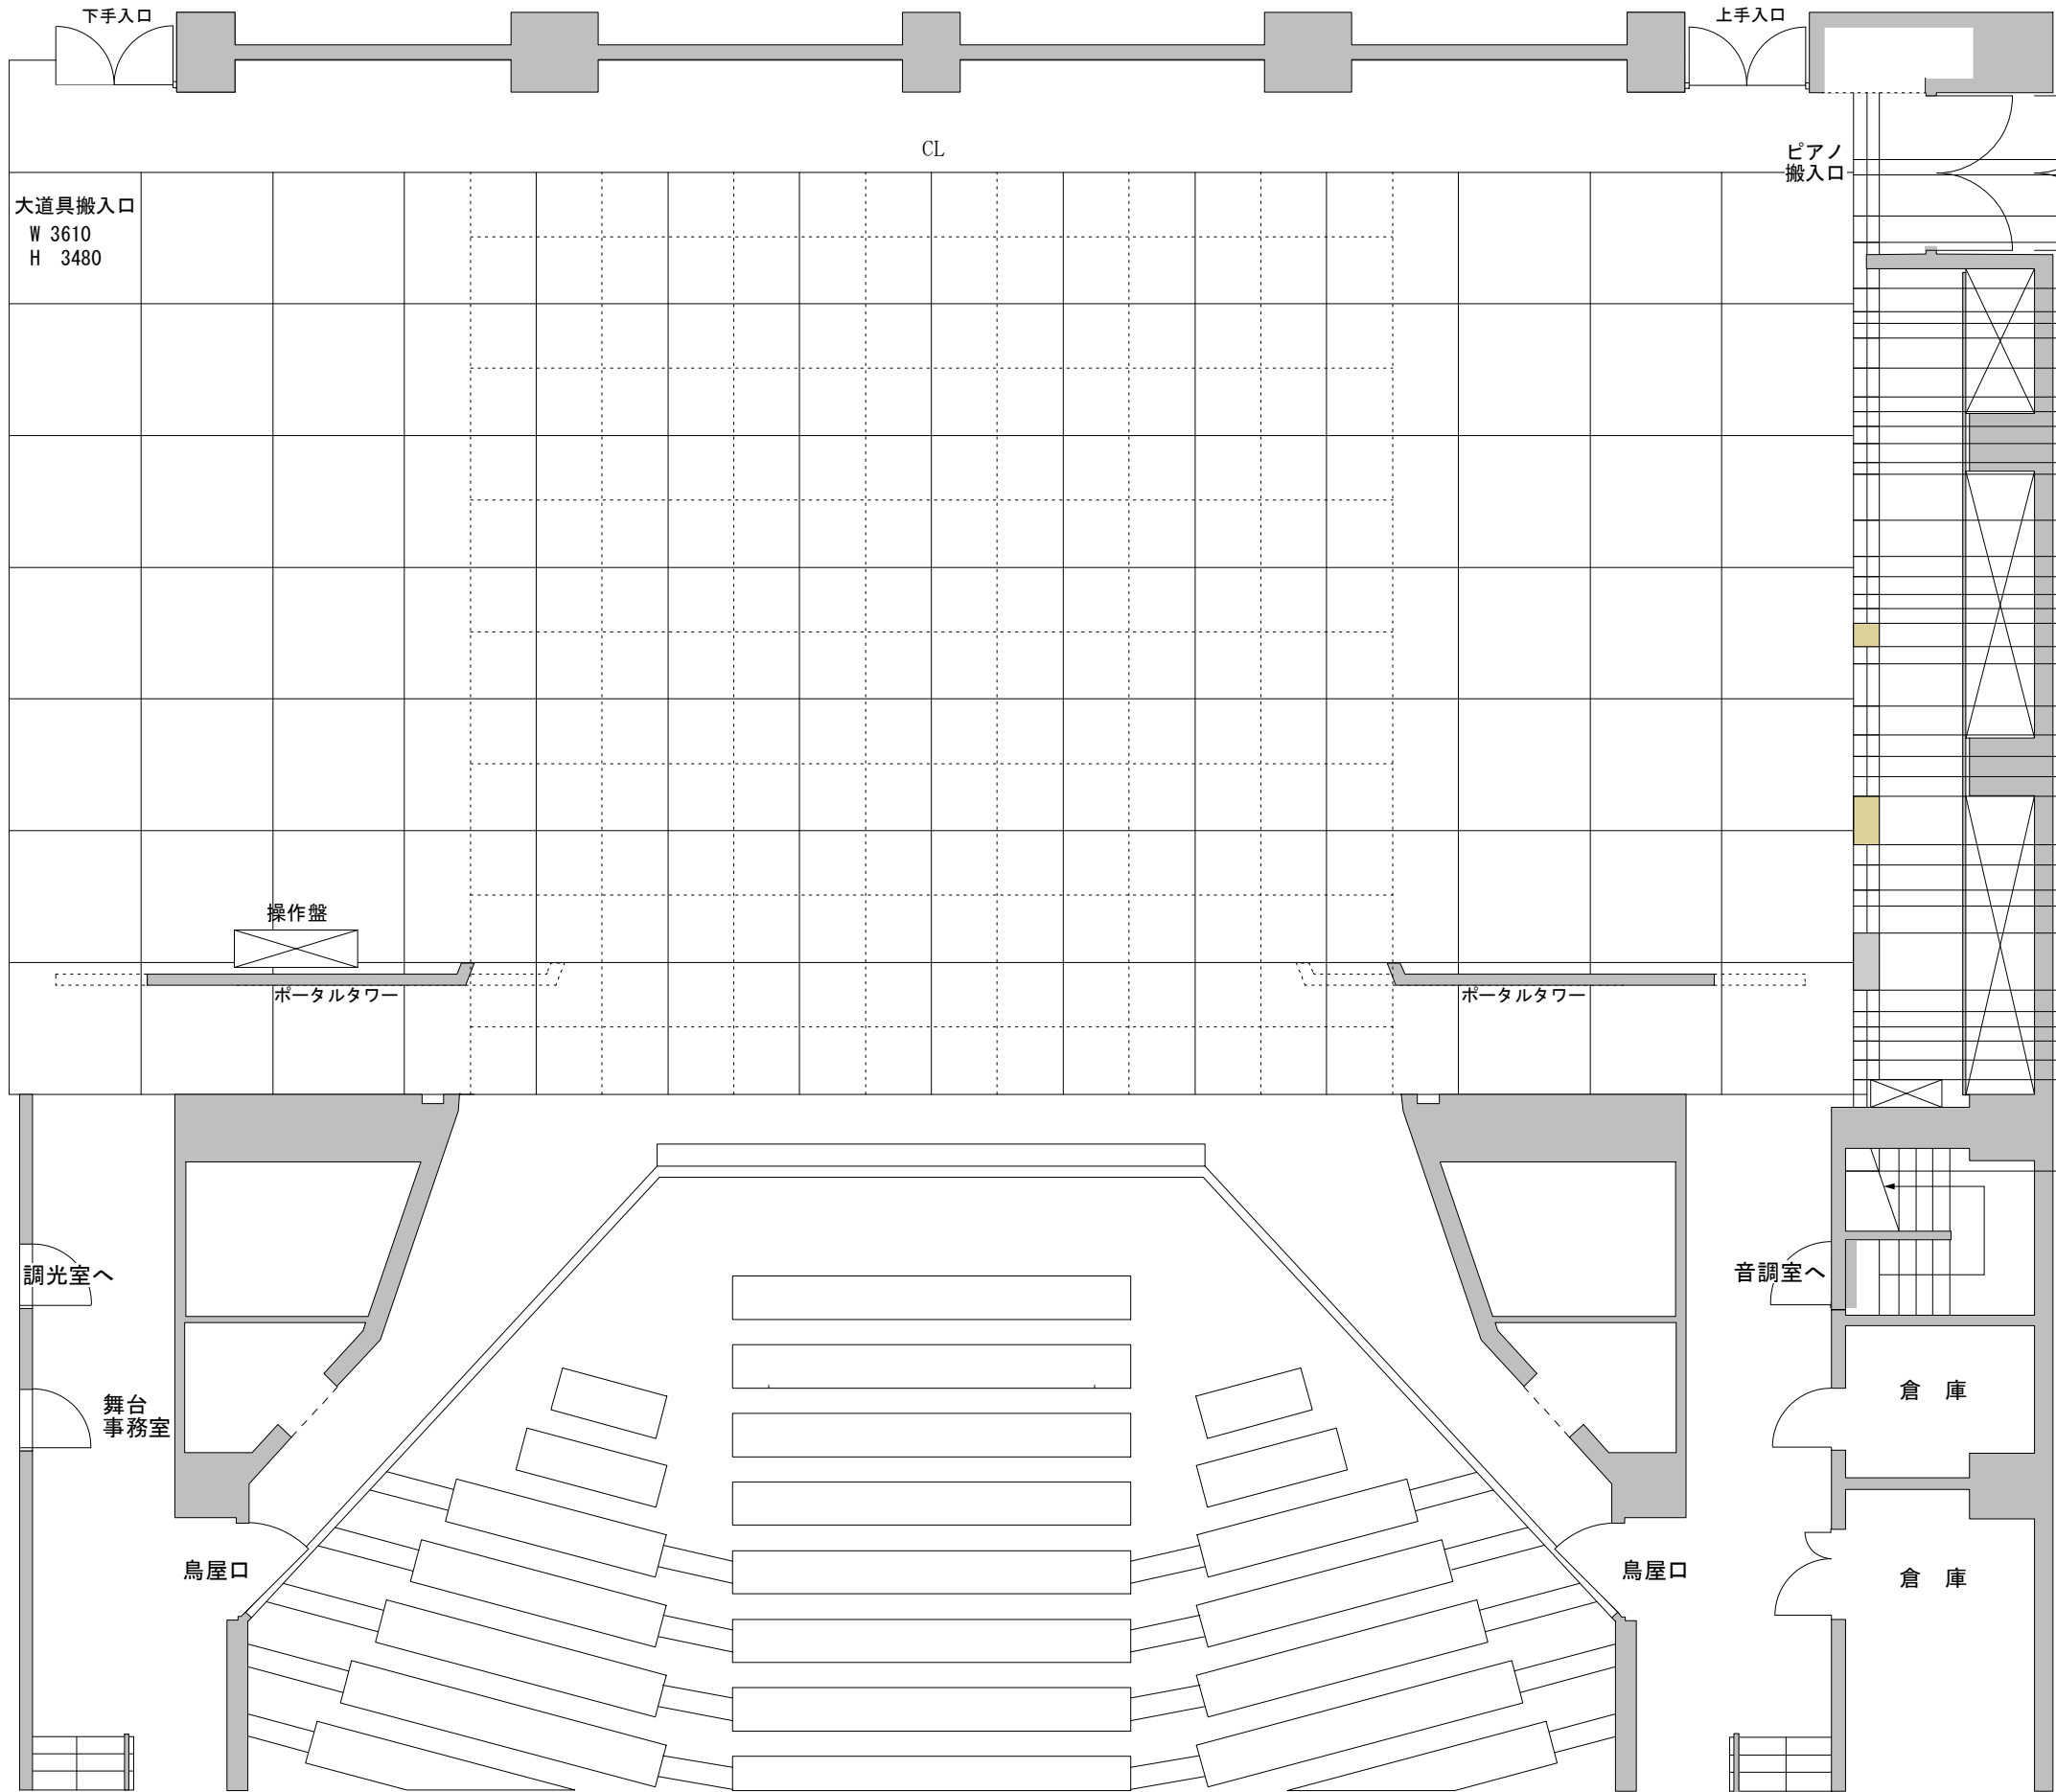 下手入口
上手入口
CL
ピアノ
搬入口
大道具搬入口
W 3610
H 3480
操作盤
ポータルタワー
ポータルタワー
調光室へ
音調室へ
舞台
事務室
倉 庫
鳥屋口
鳥屋口
倉 庫